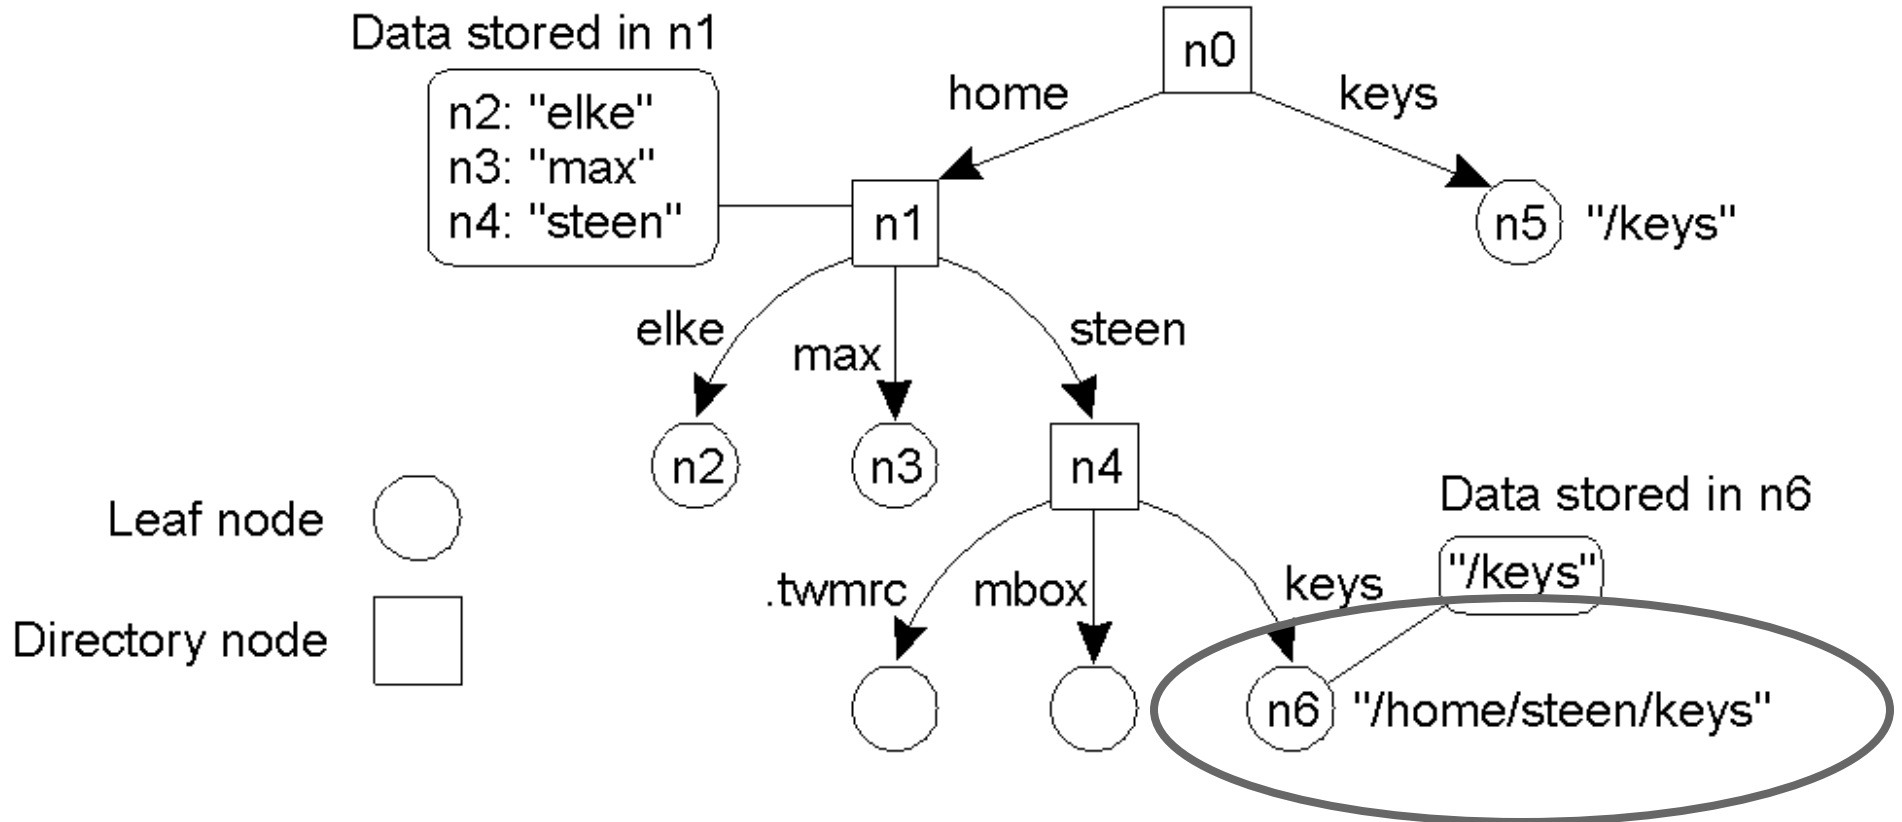 Data stored in n1
n0
n2: "elke"
n3: "max"
n4: "steen"
home
keys
n1
n5 "/keys"
elke
max
steen
n2
n3
n4
Data stored in n6
Leaf node
"/keys"
.twmrc
mbox
keys
Directory node
n6 "/home/steen/keys"